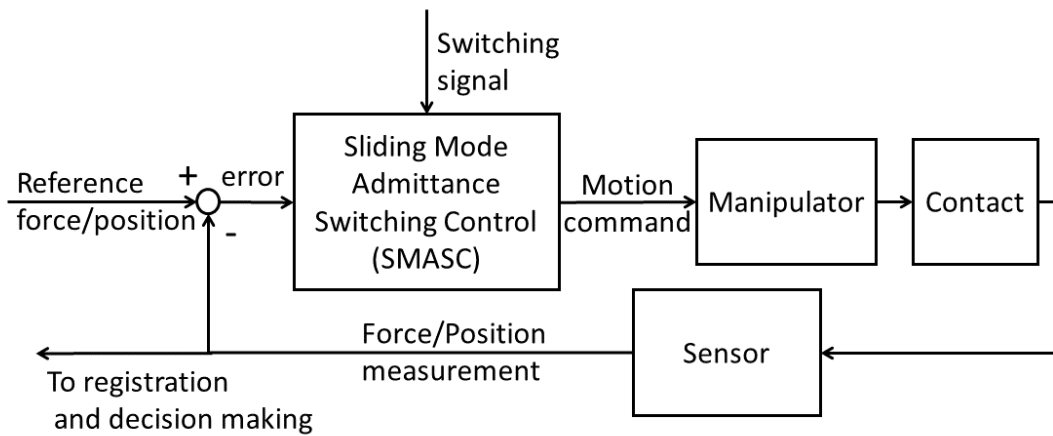 Switching
signal
Reference
force/position
+
-
error
Sliding Mode
Admittance
Switching Control
(SMASC)
Motion
command
Manipulator
Contact
Force/Position
measurement
Sensor
To registration
and decision making